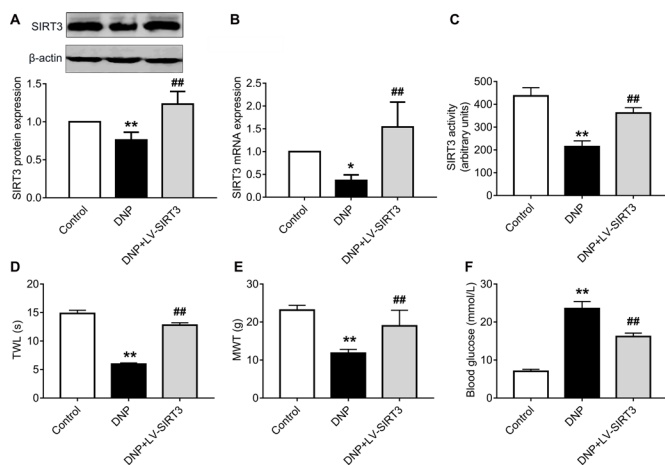 A
SIRT3
β-actin
SIRT3 protein expression
1.5
1.0
0.5
0.0
**
##
Control
DNP
DNP+LV-SIRT3
B
SIRT3 mRNA expression
2.5
2.0
1.5
1.0
0.5
0.0
*
##
Control
DNP
DNP+LV-SIRT3
C
SIRT3 activity
(arbitrary units)
500
400
300
200
100
0
**
##
Control
DNP
DNP+LV-SIRT3
D
TWL (s)
20
15
10
5
0
**
##
Control
DNP
DNP+LV-SIRT3
E
MWT (g)
30
20
10
0
**
##
Control
DNP
DNP+LV-SIRT3
F
Blood glucose (mmol/L)
30
20
10
0
**
##
Control
DNP
DNP+LV-SIRT3